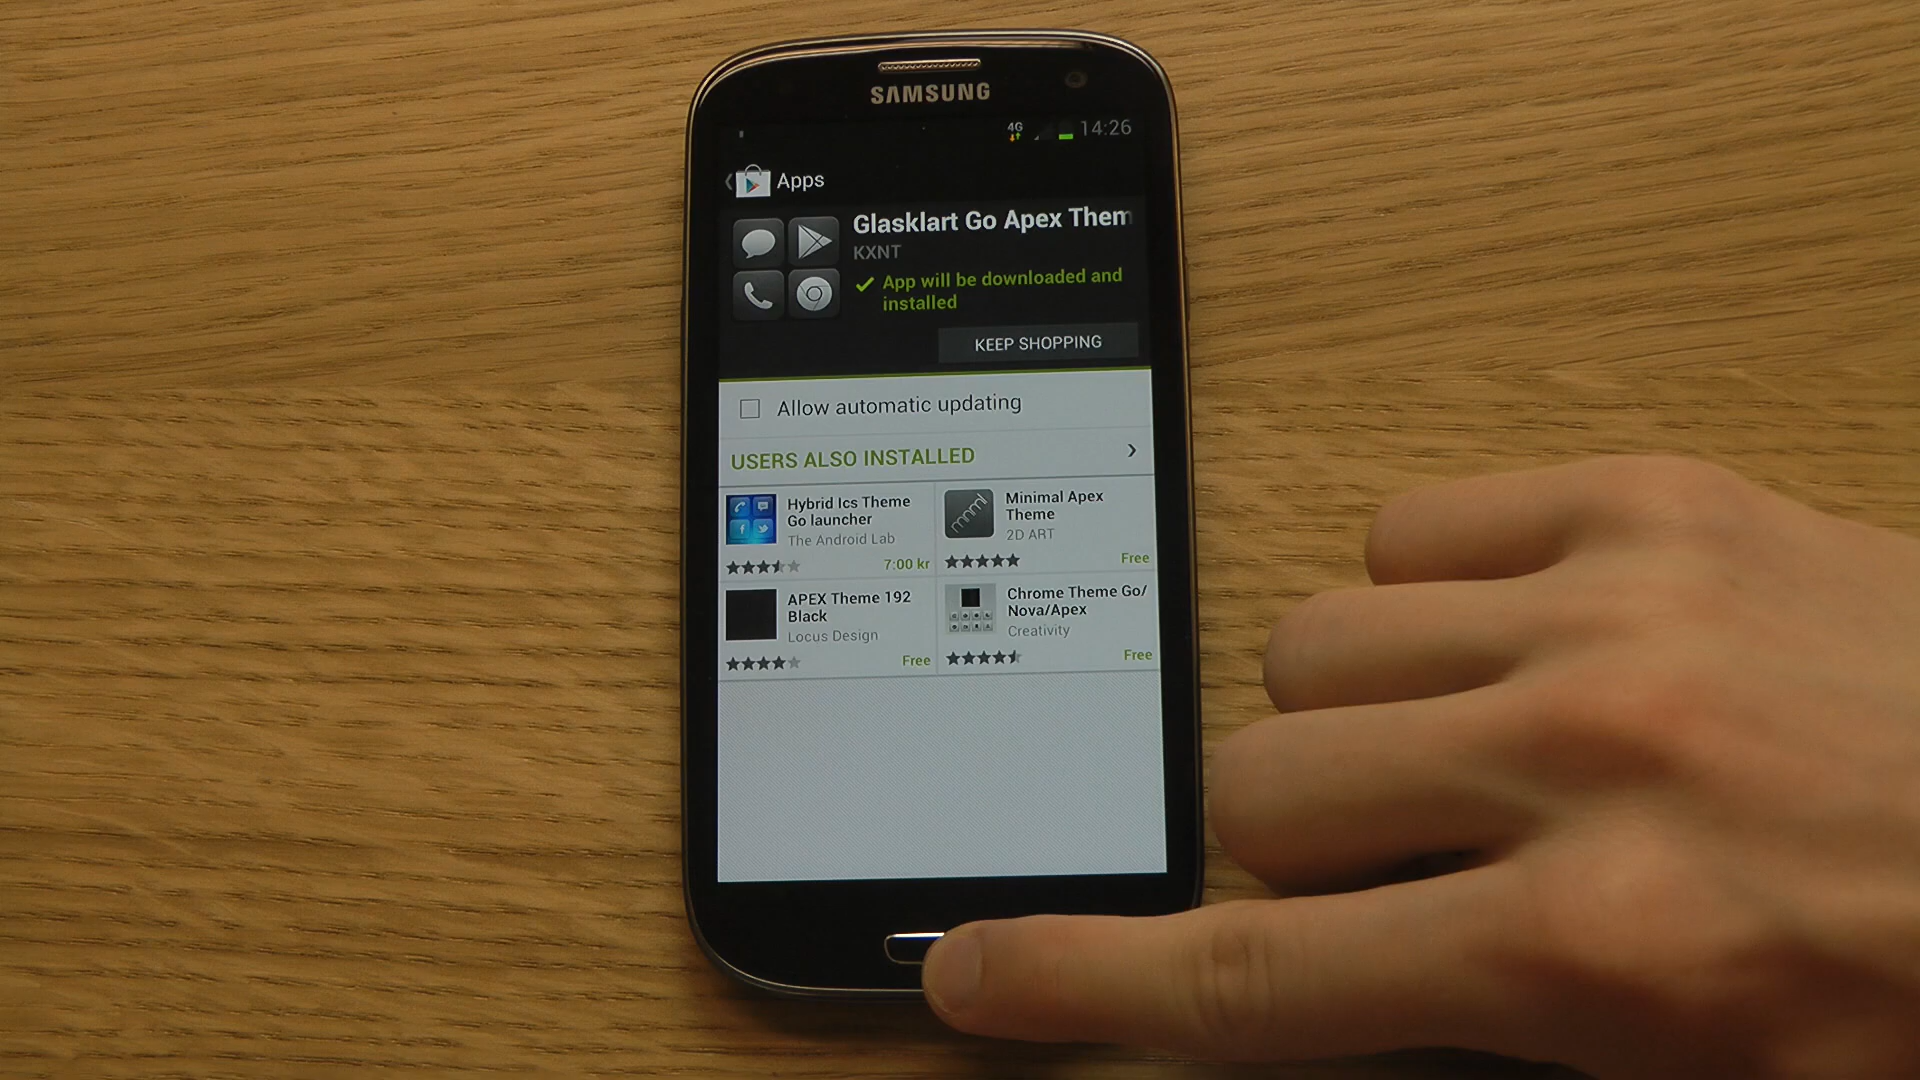 SAMSUNG
4G 14:26
Apps
Glasklart Go Apex Them
KXNT
App will be downloaded and
installed
KEEP SHOPPING
Allow automatic updating
USERS ALSO INSTALLED
Hybrid Ics Theme
Go launcher
The Android Lab
7:00 kr
Minimal Apex
Theme
2D ART
Free
mnml
APEX Theme 192
Black
Locus Design
Free
Chrome Theme Go/
Nova/Apex
Creativity
Free